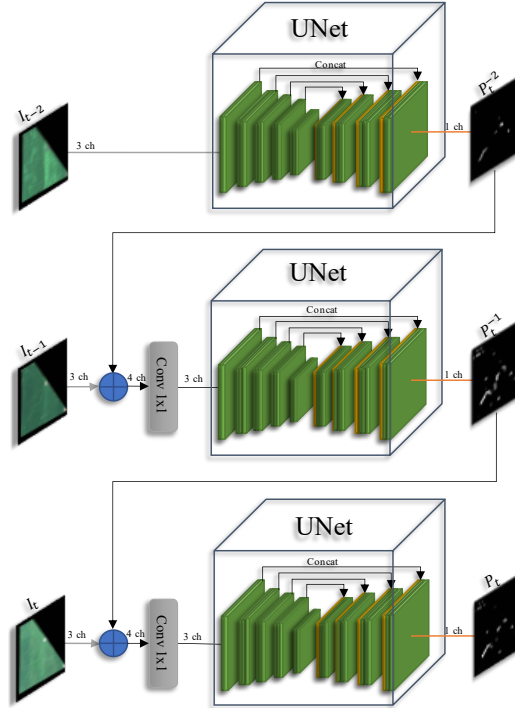 UNet
Concat
I_{t-2}
3 ch
1 ch
P_t^{-2}
UNet
Concat
I_{t-1}
3 ch
4 ch
Conv 1x1
3 ch
1 ch
P_t^{-1}
UNet
Concat
I_t
3 ch
4 ch
Conv 1x1
3 ch
1 ch
P_t